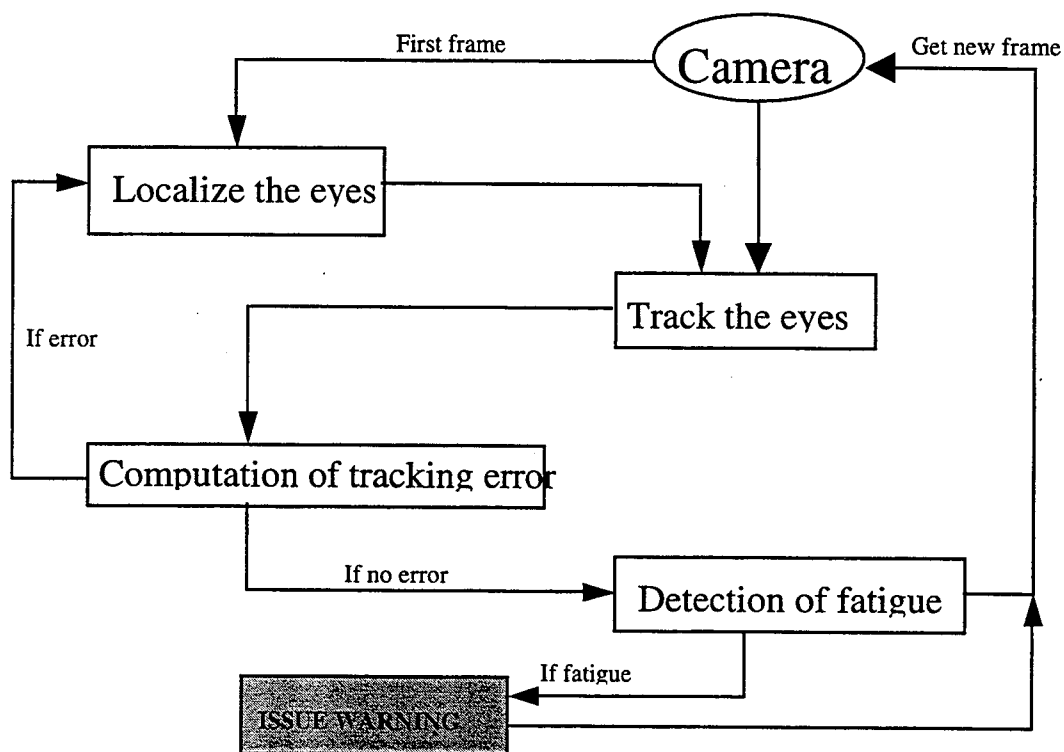 First frame
Camera
Get new frame
Localize the eyes
Track the eyes
If error
Computation of tracking error
If no error
Detection of fatigue
If fatigue
ISSUE WARNING